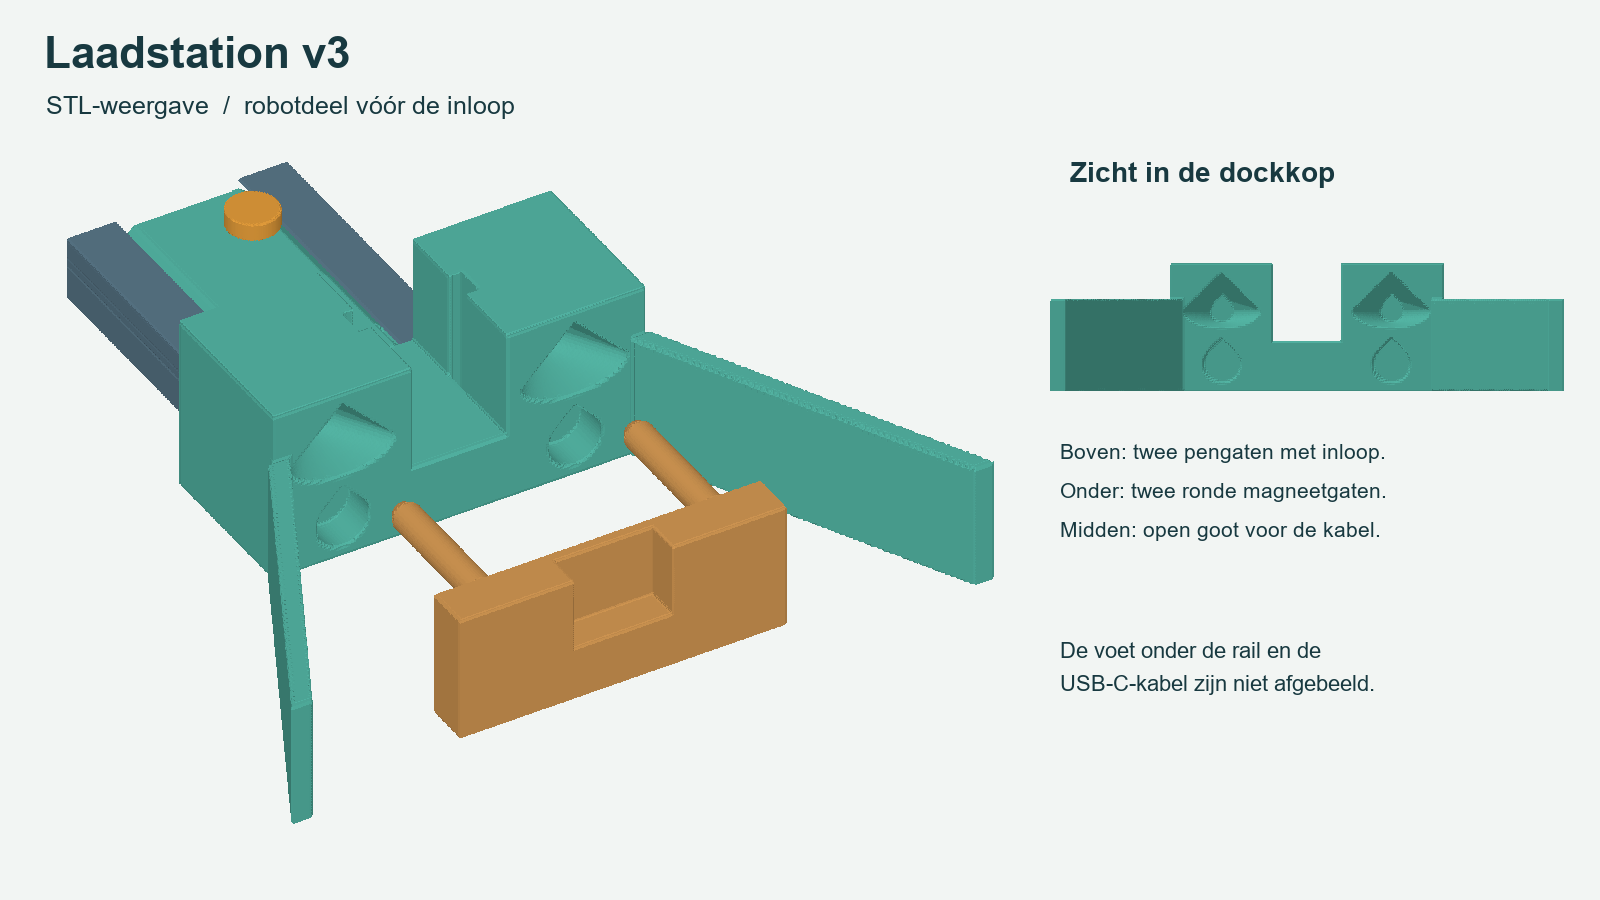 Laadstation v3
STL-weergave / robotdeel vóór de inloop
Zicht in de dockkop
Boven: twee pengaten met inloop.
Onder: twee ronde magneetgaten.
Midden: open goot voor de kabel.
De voet onder de rail en de
USB-C-kabel zijn niet afgebeeld.